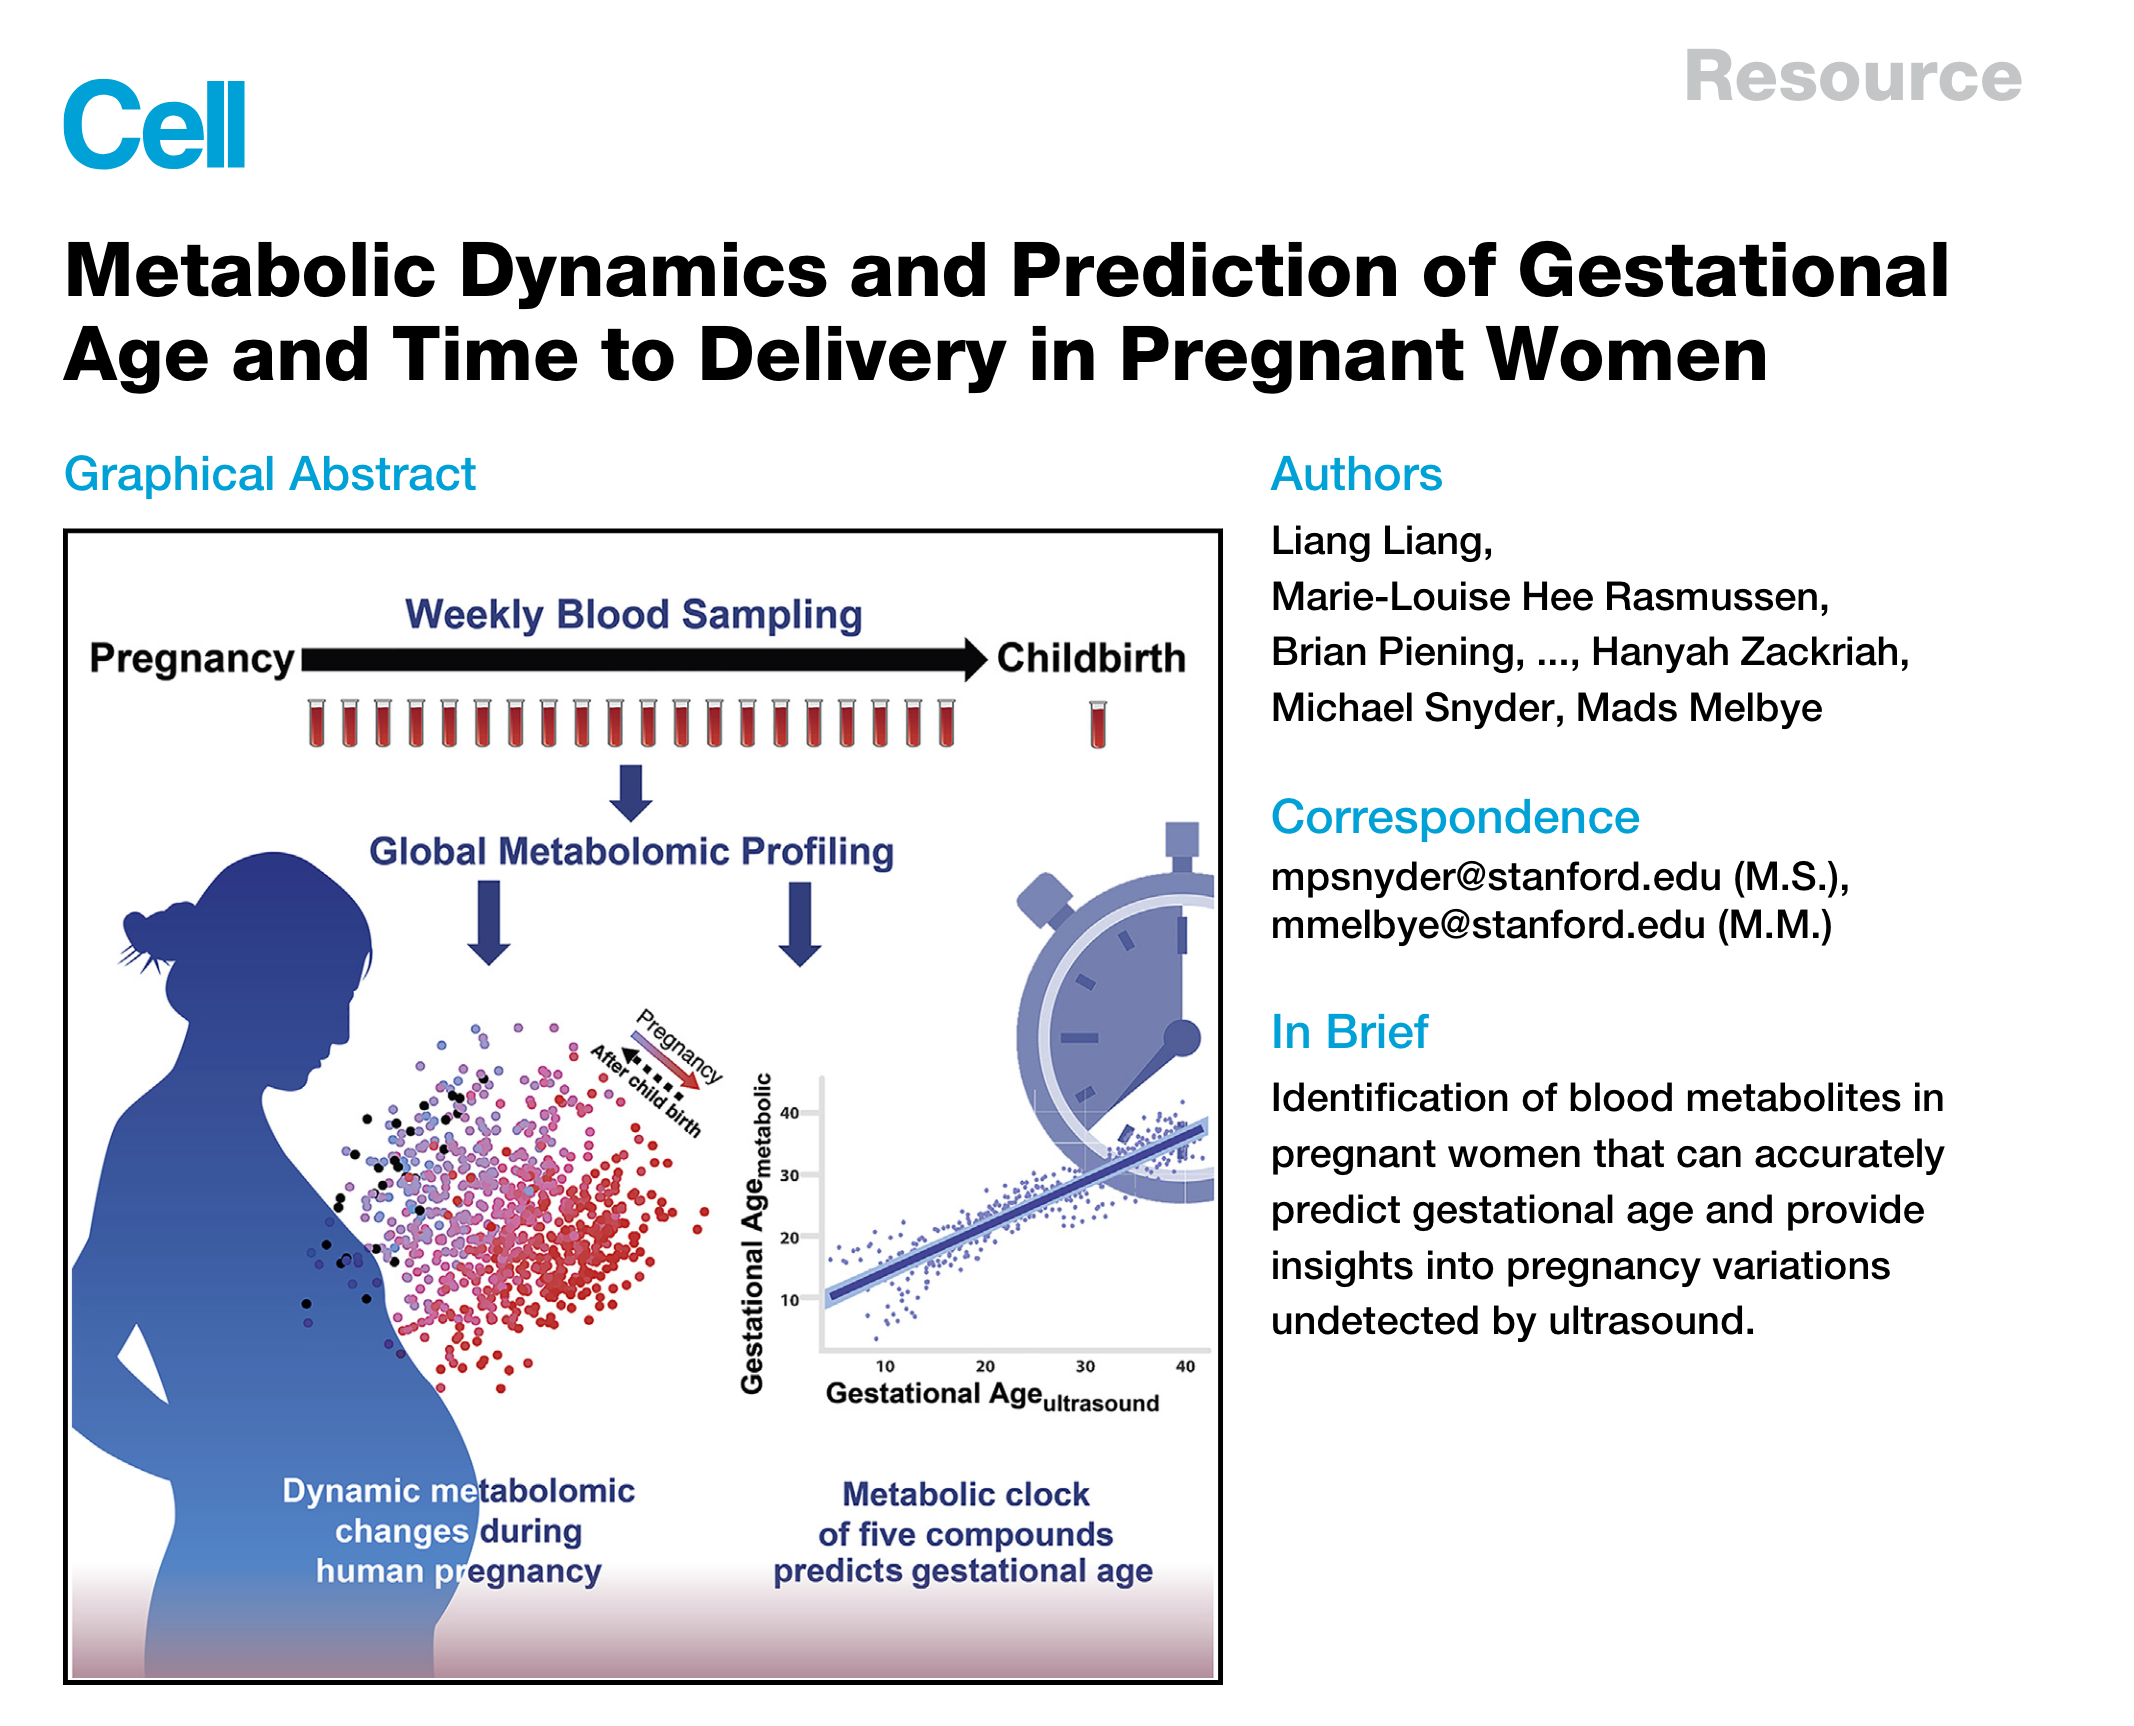 Resource
Cell
Metabolic Dynamics and Prediction of Gestational
Age and Time to Delivery in Pregnant Women
Graphical Abstract
Weekly Blood Sampling
Pregnancy
Childbirth
Global Metabolomic Profiling
Pregnancy
After child birth
Gestational Age metabolic
40
30
20
10
10 20 30 40
Gestational Age ultrasound
Dynamic metabolomic
changes during
human pregnancy
Metabolic clock
of five compounds
predicts gestational age
Authors
Liang Liang,
Marie-Louise Hee Rasmussen,
Brian Piening, ..., Hanyah Zackriah,
Michael Snyder, Mads Melbye
Correspondence
mpsnyder@stanford.edu (M.S.),
mmelbye@stanford.edu (M.M.)
In Brief
Identification of blood metabolites in
pregnant women that can accurately
predict gestational age and provide
insights into pregnancy variations
undetected by ultrasound.